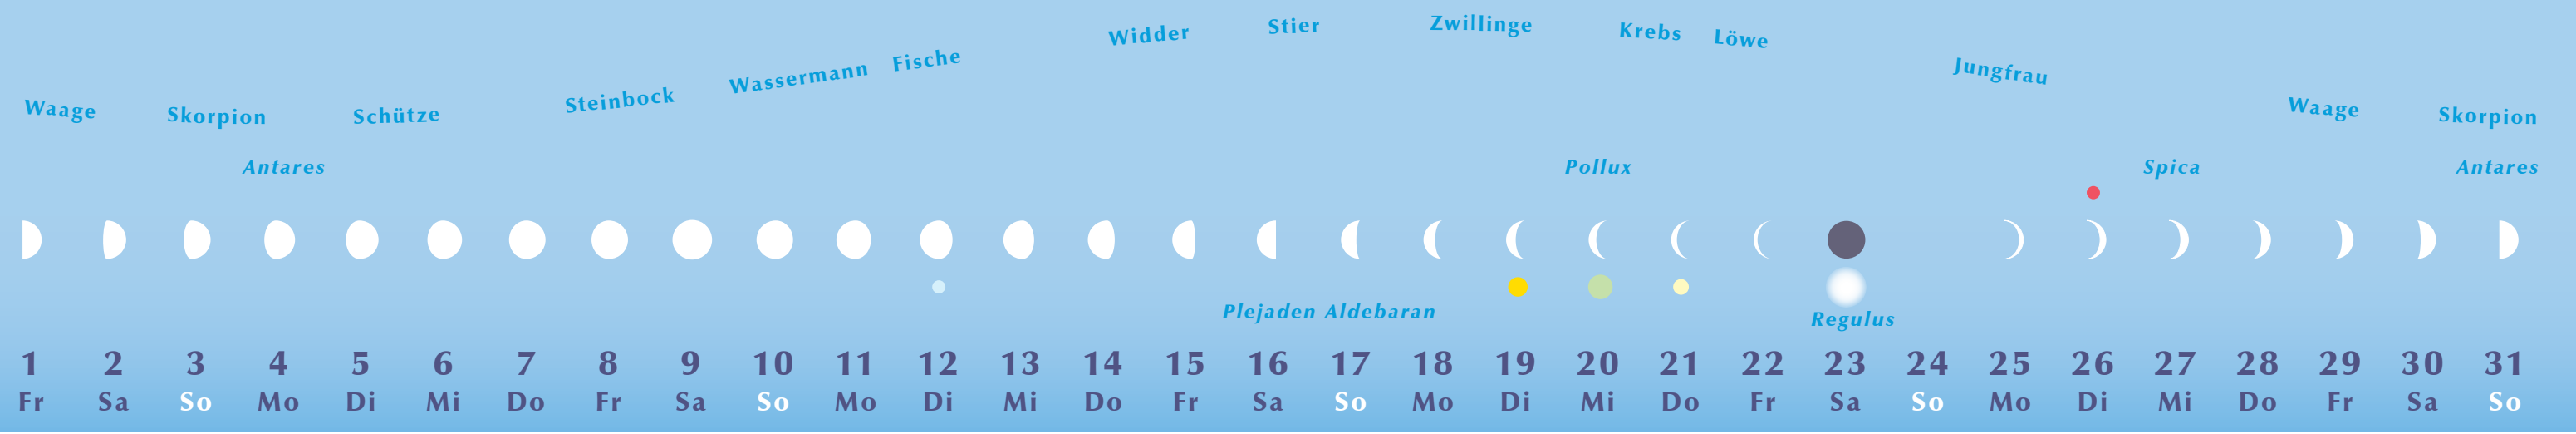 Waage Skorpion Schütze Steinbock Wassermann Fische Widder Stier Zwillinge Krebs Löwe Jungfrau Waage Skorpion
Antares Pollux Spica Antares
Plejaden Aldebaran Regulus
1 2 3 4 5 6 7 8 9 10 11 12 13 14 15 16 17 18 19 20 21 22 23 24 25 26 27 28 29 30 31
Fr Sa So Mo Di Mi Do Fr Sa So Mo Di Mi Do Fr Sa So Mo Di Mi Do Fr Sa So Mo Di Mi Do Fr Sa So